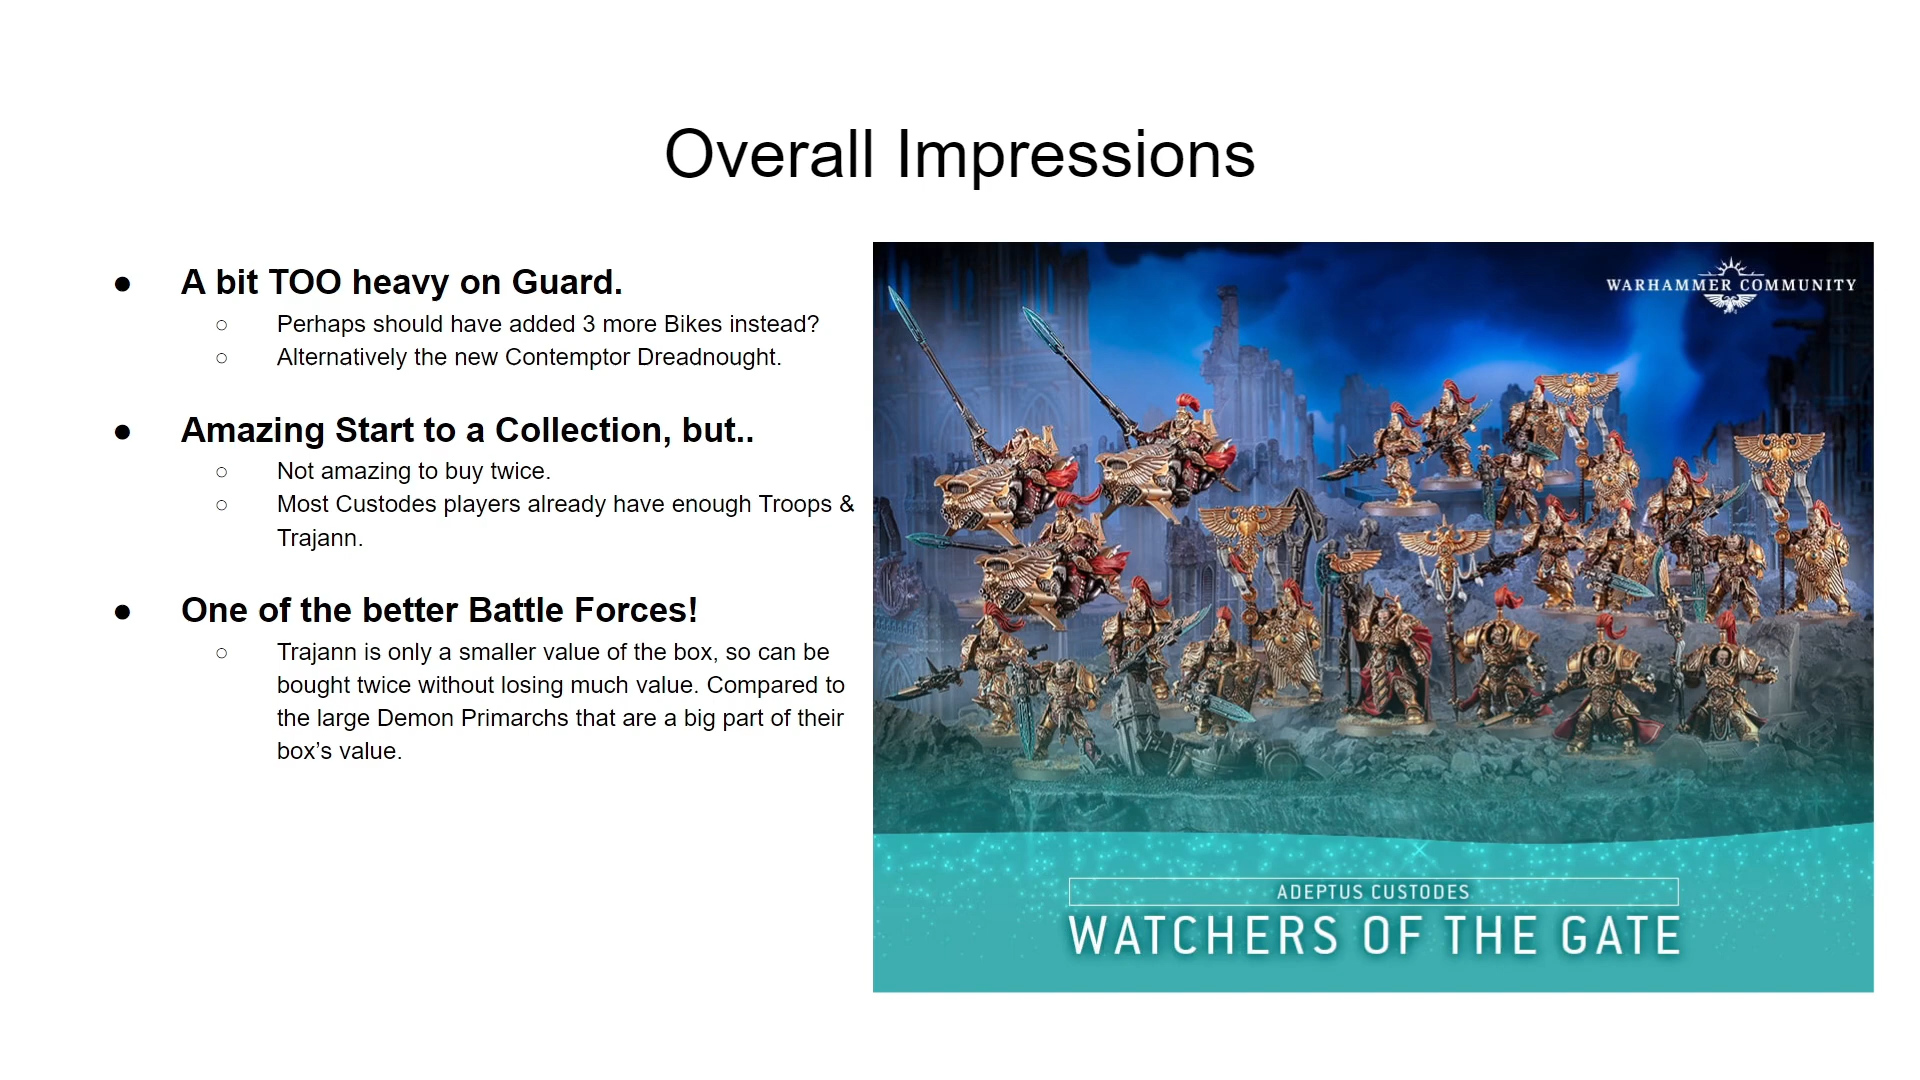 Overall Impressions
● A bit TOO heavy on Guard.
○ Perhaps should have added 3 more Bikes instead?
○ Alternatively the new Contemptor Dreadnought.
● Amazing Start to a Collection, but..
○ Not amazing to buy twice.
○ Most Custodes players already have enough Troops &
Trajann.
● One of the better Battle Forces!
○ Trajann is only a smaller value of the box, so can be
bought twice without losing much value. Compared to
the large Demon Primarchs that are a big part of their
box’s value.
WARHAMMER COMMUNITY
ADEPTUS CUSTODES
WATCHERS OF THE GATE